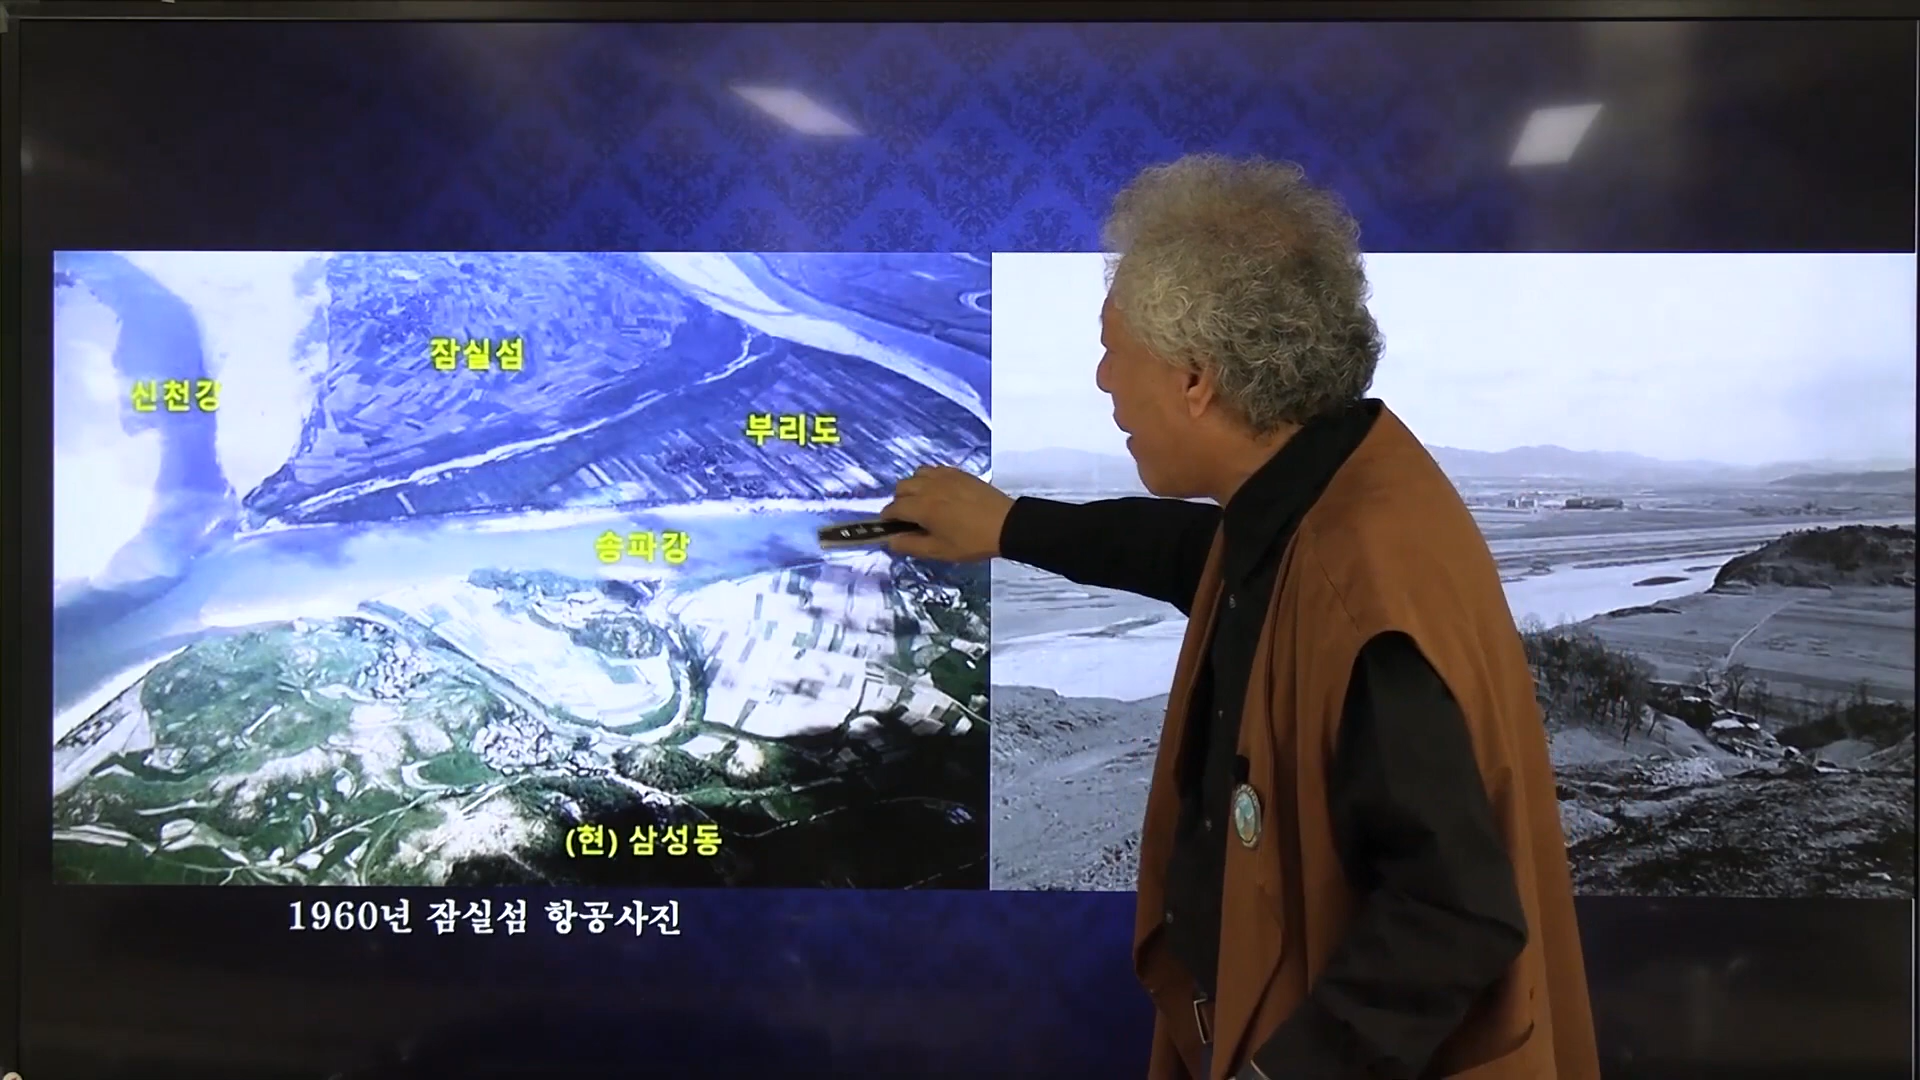 잠실섬
신천강
부리도
송파강
(현) 삼성동
1960년 잠실섬 항공사진